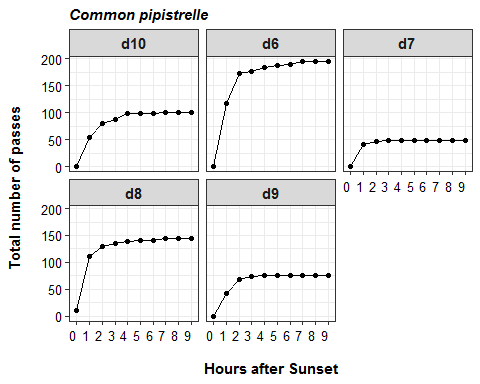 Common pipistrelle
d10 d6 d7
200
150
100
50
0
0 1 2 3 4 5 6 7 8 9
d8 d9
200
150
100
50
0
0 1 2 3 4 5 6 7 8 9 0 1 2 3 4 5 6 7 8 9
Total number of passes
Hours after Sunset